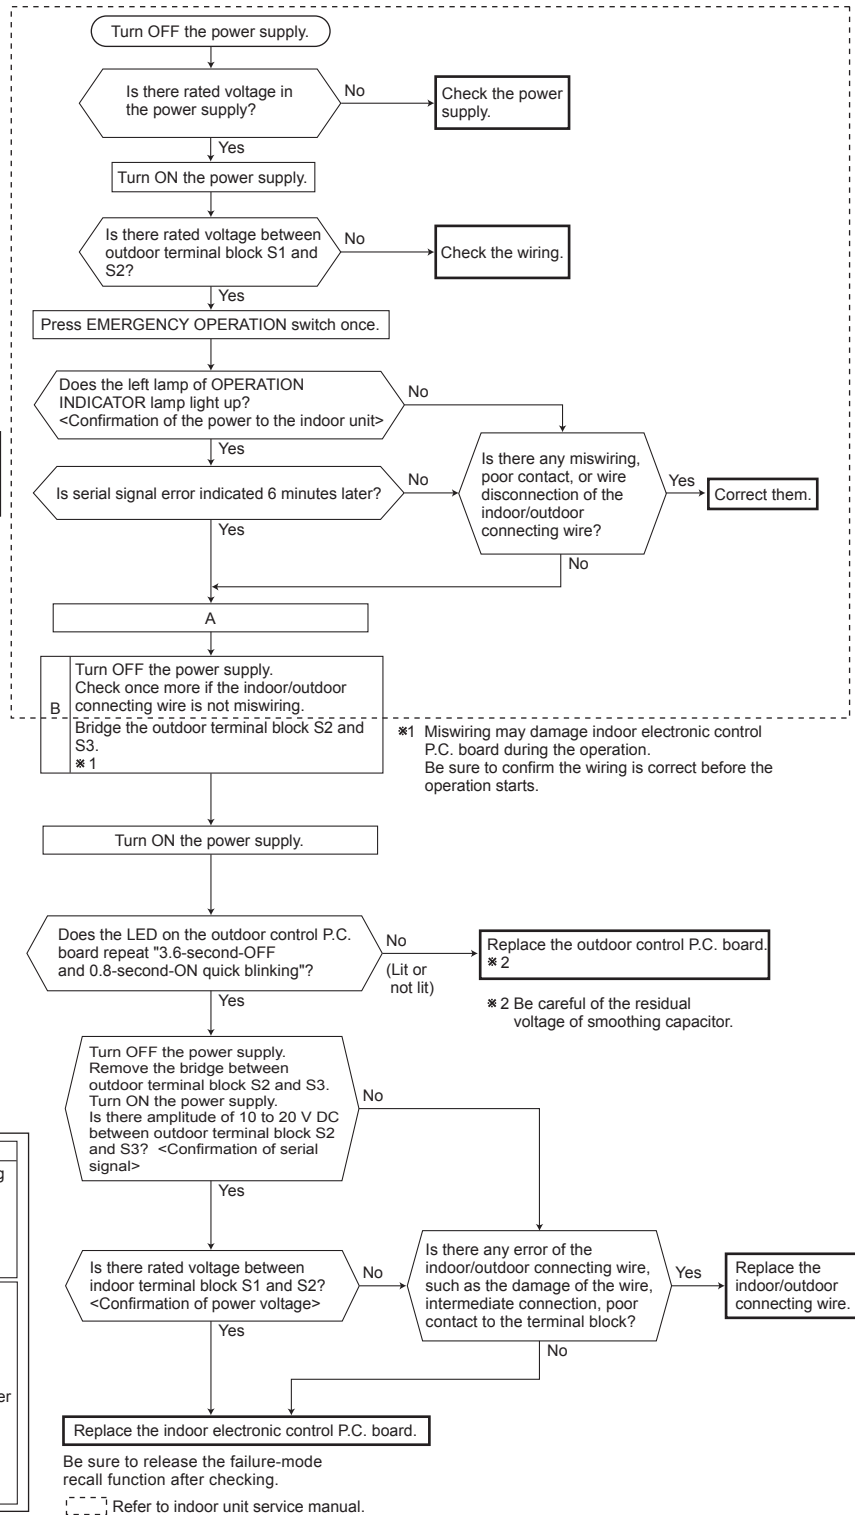 Turn OFF the power supply.
Is there rated voltage in
the power supply?
No
Check the power
supply.
Yes
Turn ON the power supply.
Is there rated voltage between
outdoor terminal block S1 and
S2?
No
Check the wiring.
Yes
Press EMERGENCY OPERATION switch once.
Does the left lamp of OPERATION
INDICATOR lamp light up?
<Confirmation of the power to the indoor unit>
No
Yes
Is serial signal error indicated 6 minutes later?
No
Is there any miswiring,
poor contact, or wire
disconnection of the
indoor/outdoor
connecting wire?
Yes
Correct them.
Yes
No
A
B
Turn OFF the power supply.
Check once more if the indoor/outdoor
connecting wire is not miswiring.
Bridge the outdoor terminal block S2 and
S3.
※1
※1 Miswiring may damage indoor electronic control
P.C. board during the operation.
Be sure to confirm the wiring is correct before the
operation starts.
Turn ON the power supply.
Does the LED on the outdoor control P.C.
board repeat "3.6-second-OFF
and 0.8-second-ON quick blinking"?
No
(Lit or
not lit)
Replace the outdoor control P.C. board.
※2
※2 Be careful of the residual
voltage of smoothing capacitor.
Yes
Turn OFF the power supply.
Remove the bridge between
outdoor terminal block S2 and S3.
Turn ON the power supply.
Is there amplitude of 10 to 20 V DC
between outdoor terminal block S2
and S3? <Confirmation of serial
signal>
No
Yes
Is there rated voltage between
indoor terminal block S1 and S2?
<Confirmation of power voltage>
No
Is there any error of the
indoor/outdoor connecting wire,
such as the damage of the wire,
intermediate connection, poor
contact to the terminal block?
Yes
Replace the
indoor/outdoor
connecting wire.
Yes
No
Replace the indoor electronic control P.C. board.
Be sure to release the failure-mode
recall function after checking.
Refer to indoor unit service manual.